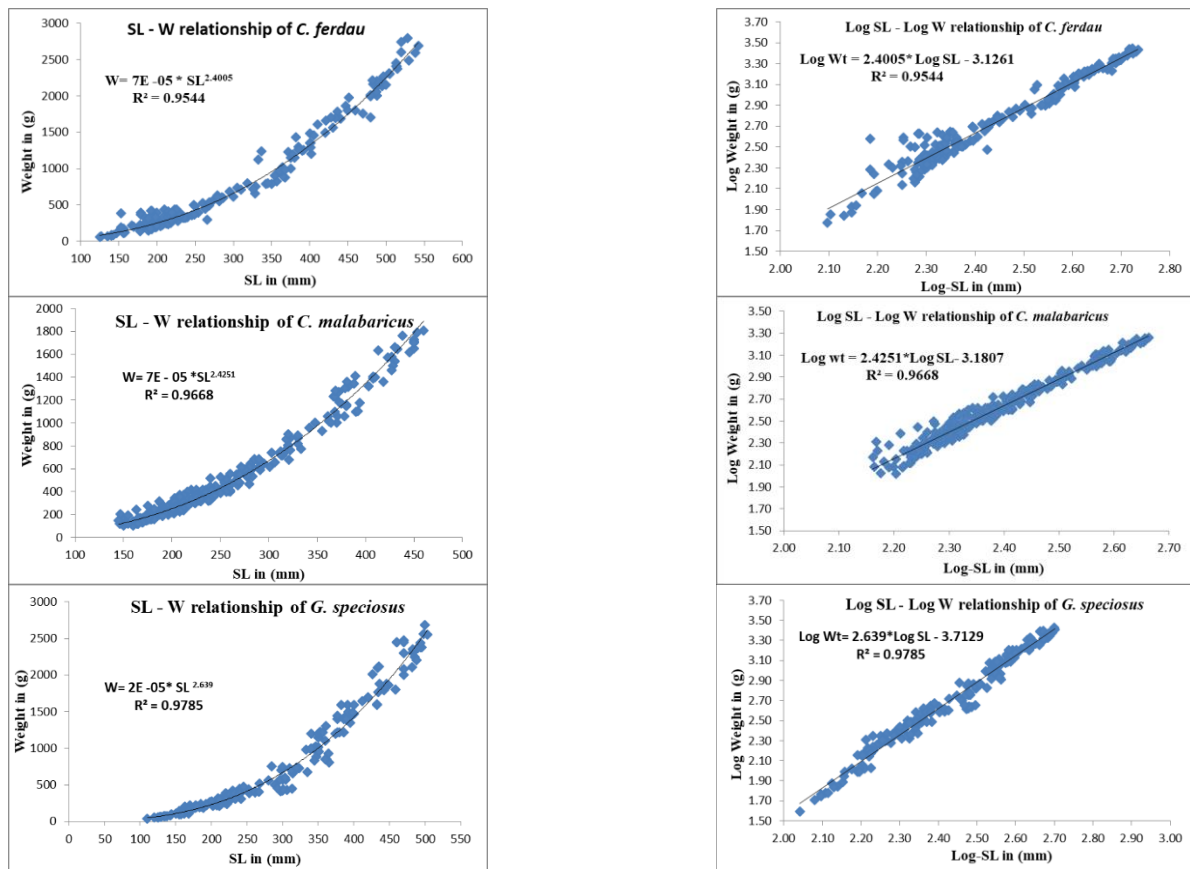 SL - W relationship of C. ferdau
W= 7E -05 * SL^2.4005
R² = 0.9544
Weight in (g)
3000
2500
2000
1500
1000
500
0
100 150 200 250 300 350 400 450 500 550 600
SL in (mm)
Log SL - Log W relationship of C. ferdau
Log Wt = 2.4005* Log SL - 3.1261
R² = 0.9544
Log Weight in (g)
3.70
3.50
3.30
3.10
2.90
2.70
2.50
2.30
2.10
1.90
1.70
1.50
2.00 2.10 2.20 2.30 2.40 2.50 2.60 2.70 2.80
Log-SL in (mm)
SL - W relationship of C. malabaricus
W= 7E - 05 *SL^2.4251
R² = 0.9668
Weight in (g)
2000
1800
1600
1400
1200
1000
800
600
400
200
0
100 150 200 250 300 350 400 450 500
SL in (mm)
Log SL - Log W relationship of C. malabaricus
Log wt = 2.4251*Log SL- 3.1807
R² = 0.9668
Log Weight in (g)
3.50
3.30
3.10
2.90
2.70
2.50
2.30
2.10
1.90
1.70
1.50
2.00 2.10 2.20 2.30 2.40 2.50 2.60 2.70
Log-SL in (mm)
SL - W relationship of G. speciosus
W= 2E -05* SL ^2.639
R² = 0.9785
Weight in (g)
3000
2500
2000
1500
1000
500
0
0 50 100 150 200 250 300 350 400 450 500 550
SL in (mm)
Log SL - Log W relationship of G. speciosus
Log Wt= 2.639*Log SL - 3.7129
R² = 0.9785
Log Weight in (g)
3.70
3.50
3.30
3.10
2.90
2.70
2.50
2.30
2.10
1.90
1.70
1.50
2.00 2.10 2.20 2.30 2.40 2.50 2.60 2.70 2.80 2.90 3.00
Log-SL in (mm)